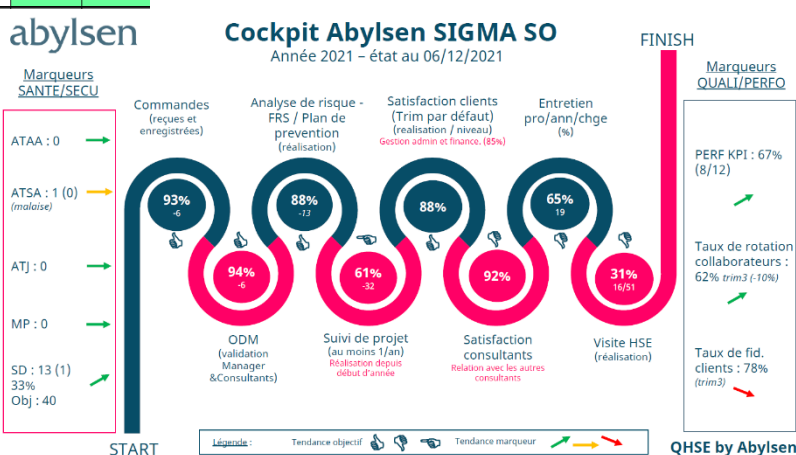 abylsen
Cockpit Abylsen SIGMA SO
Année 2021 – état au 06/12/2021
FINISH
Marqueurs
SANTE/SECU
ATAA : 0
ATSA : 1 (0)
(malaise)
ATJ : 0
MP : 0
SD : 13 (1)
33%
Obj : 40
Commandes
(reçues et
enregistrées)
Analyse de risque -
FRS / Plan de
prevention
(réalisation)
Satisfaction clients
(Trim par défaut)
(realisation / niveau)
Gestion admin et finance. (85%)
Entretien
pro/ann/chge
(%)
93%
-6
88%
-13
88%
65%
19
94%
-6
61%
-32
92%
31%
16/51
ODM
(validation
Manager
&Consultants)
Suivi de projet
(au moins 1/an)
Réalisation depuis
début d'année
Satisfaction
consultants
Relation avec les autres
consultants
Visite HSE
(réalisation)
Marqueurs
QUALI/PERFO
PERF KPI : 67%
(8/12)
Taux de rotation
collaborateurs :
62% trim3 (-10%)
Taux de fid.
clients : 78%
(trim3)
START
Légende :
Tendance objectif
Tendance marqueur
QHSE by Abylsen